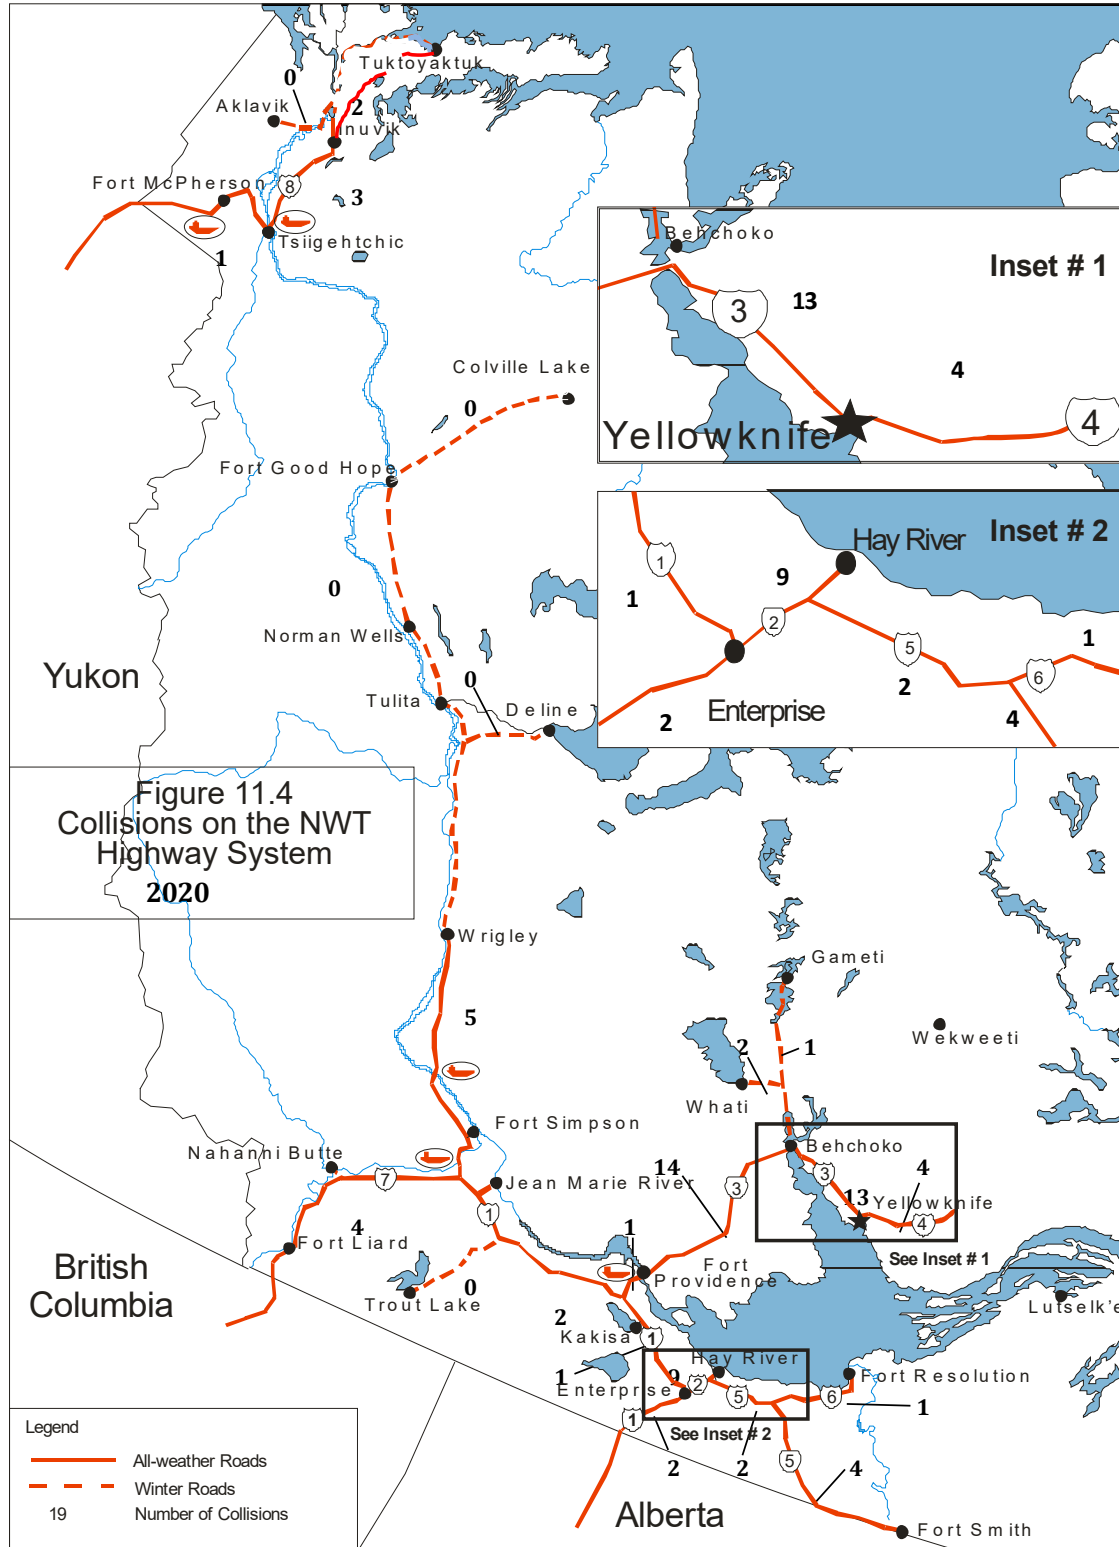 Tuktoyaktuk
0
Aklavik
2
Inuvik
Fort McPherson
8
3
Tsiigehtchic
1
Behchoko
Inset # 1
3
13
4
Yellowknife
4
Colville Lake
0
Fort Good Hope
Hay River
Inset # 2
1
9
1
2
0
Norman Wells
5
1
2
6
Yukon
0
Tulita
Deline
2
Enterprise
4
Figure 11.4
Collisions on the NWT
Highway System
2020
Wrigley
Gameti
5
Wekweeti
2
1
Whati
Fort Simpson
Nahanni Butte
Behchoko
7
Jean Marie River
14
3
3
4
13
Yellowknife
1
4
4
1
Fort Liard
See Inset # 1
British
Columbia
0
Trout Lake
Fort
Providence
Lutselk'e
2
Kakisa
1
Hay River
1
9
2
Enterprise
5
6
Fort Resolution
1
1
See Inset # 2
2
2
5
4
Legend
All-weather Roads
Winter Roads
19
Number of Collisions
Alberta
Fort Smith